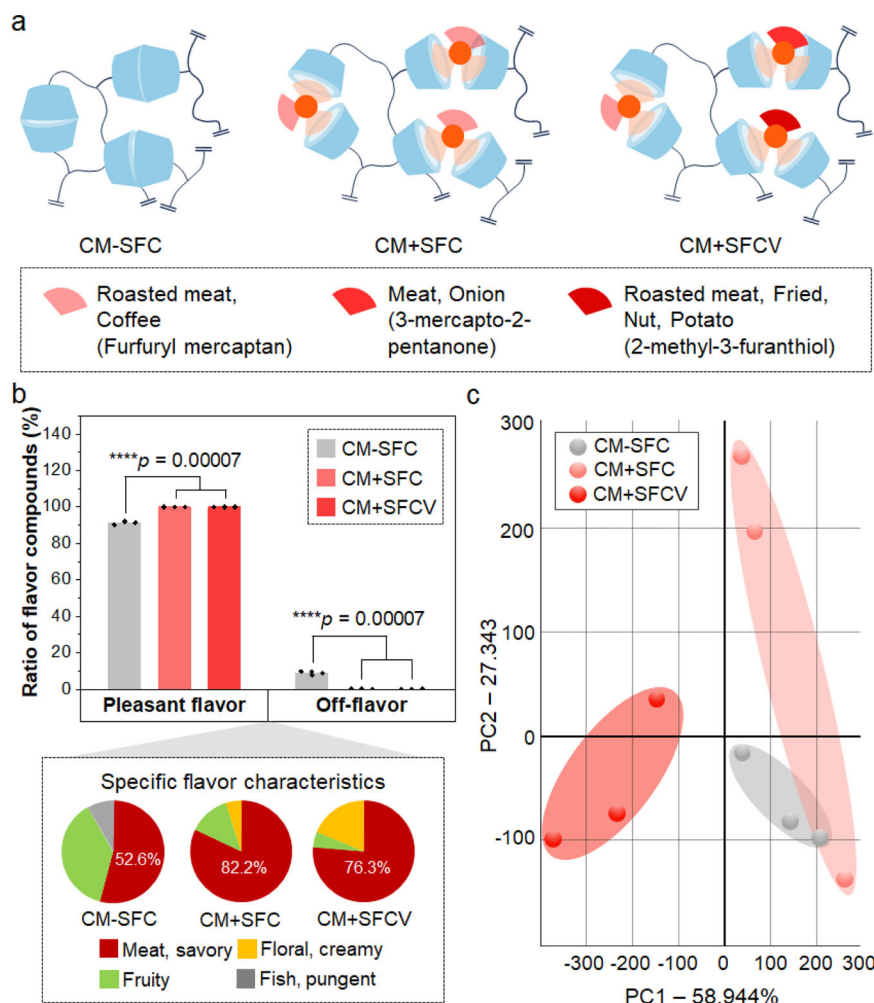 a
CM-SFC
CM+SFC
CM+SFCV
Roasted meat,
Coffee
(Furfuryl mercaptan)
Meat, Onion
(3-mercapto-2-
pentanone)
Roasted meat, Fried,
Nut, Potato
(2-methyl-3-furanthiol)
b
Ratio of flavor compounds (%)
140
120
100
80
60
40
20
0
****p = 0.00007
****p = 0.00007
CM-SFC
CM+SFC
CM+SFCV
Pleasant flavor
Off-flavor
Specific flavor characteristics
52.6%
82.2%
76.3%
CM-SFC
CM+SFC
CM+SFCV
Meat, savory
Floral, creamy
Fruity
Fish, pungent
c
CM-SFC
CM+SFC
CM+SFCV
PC2 – 27.343
300
200
100
0
-100
-300 -200 -100 0 100 200 300
PC1 – 58.944%